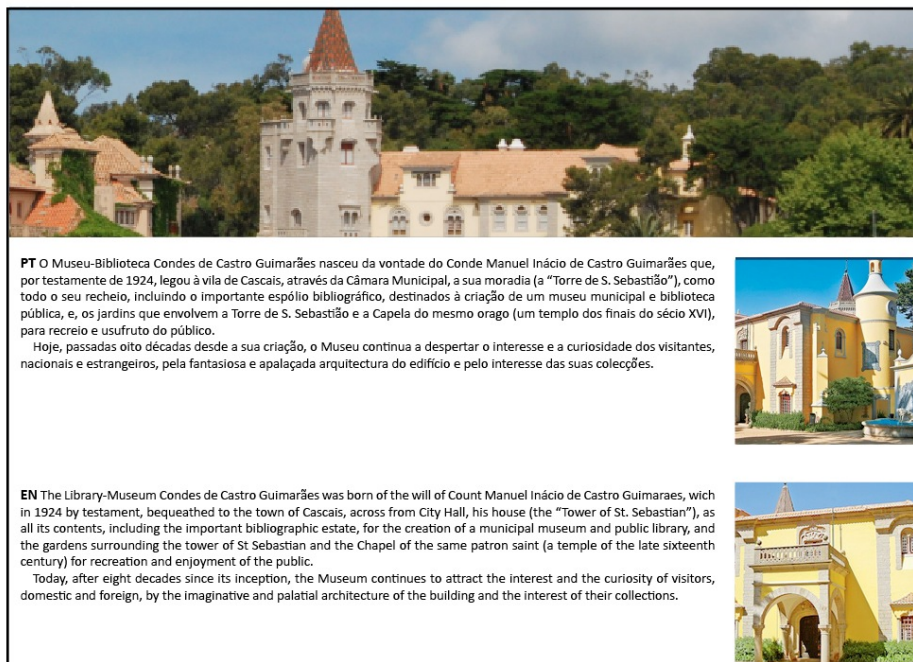 PT O Museu-Biblioteca Condes de Castro Guimarães nasceu da vontade do Conde Manuel Inácio de Castro Guimarães que,
por testamento de 1924, legou à vila de Cascais, através da Câmara Municipal, a sua moradia (a “Torre de S. Sebastião”), como
todo o seu recheio, incluindo o importante espólio bibliográfico, destinados à criação de um museu municipal e biblioteca
pública, e, os jardins que envolvem a Torre de S. Sebastião e a Capela do mesmo orago (um templo dos finais do sécio XVI),
para recreio e usufruto do público.
Hoje, passadas oito décadas desde a sua criação, o Museu continua a despertar o interesse e a curiosidade dos visitantes,
nacionais e estrangeiros, pela fantasiosa e apalaçada arquitectura do edifício e pelo interesse das suas colecções.
EN The Library-Museum Condes de Castro Guimarães was born of the will of Count Manuel Inácio de Castro Guimaraes, wich
in 1924 by testament, bequeathed to the town of Cascais, across from City Hall, his house (the “Tower of St. Sebastian”), as
all its contents, including the important bibliographic estate, for the creation of a municipal museum and public library, and
the gardens surrounding the tower of St Sebastian and the Chapel of the same patron saint (a temple of the late sixteenth
century) for recreation and enjoyment of the public.
Today, after eight decades since its inception, the Museum continues to attract the interest and the curiosity of visitors,
domestic and foreign, by the imaginative and palatial architecture of the building and the interest of their collections.